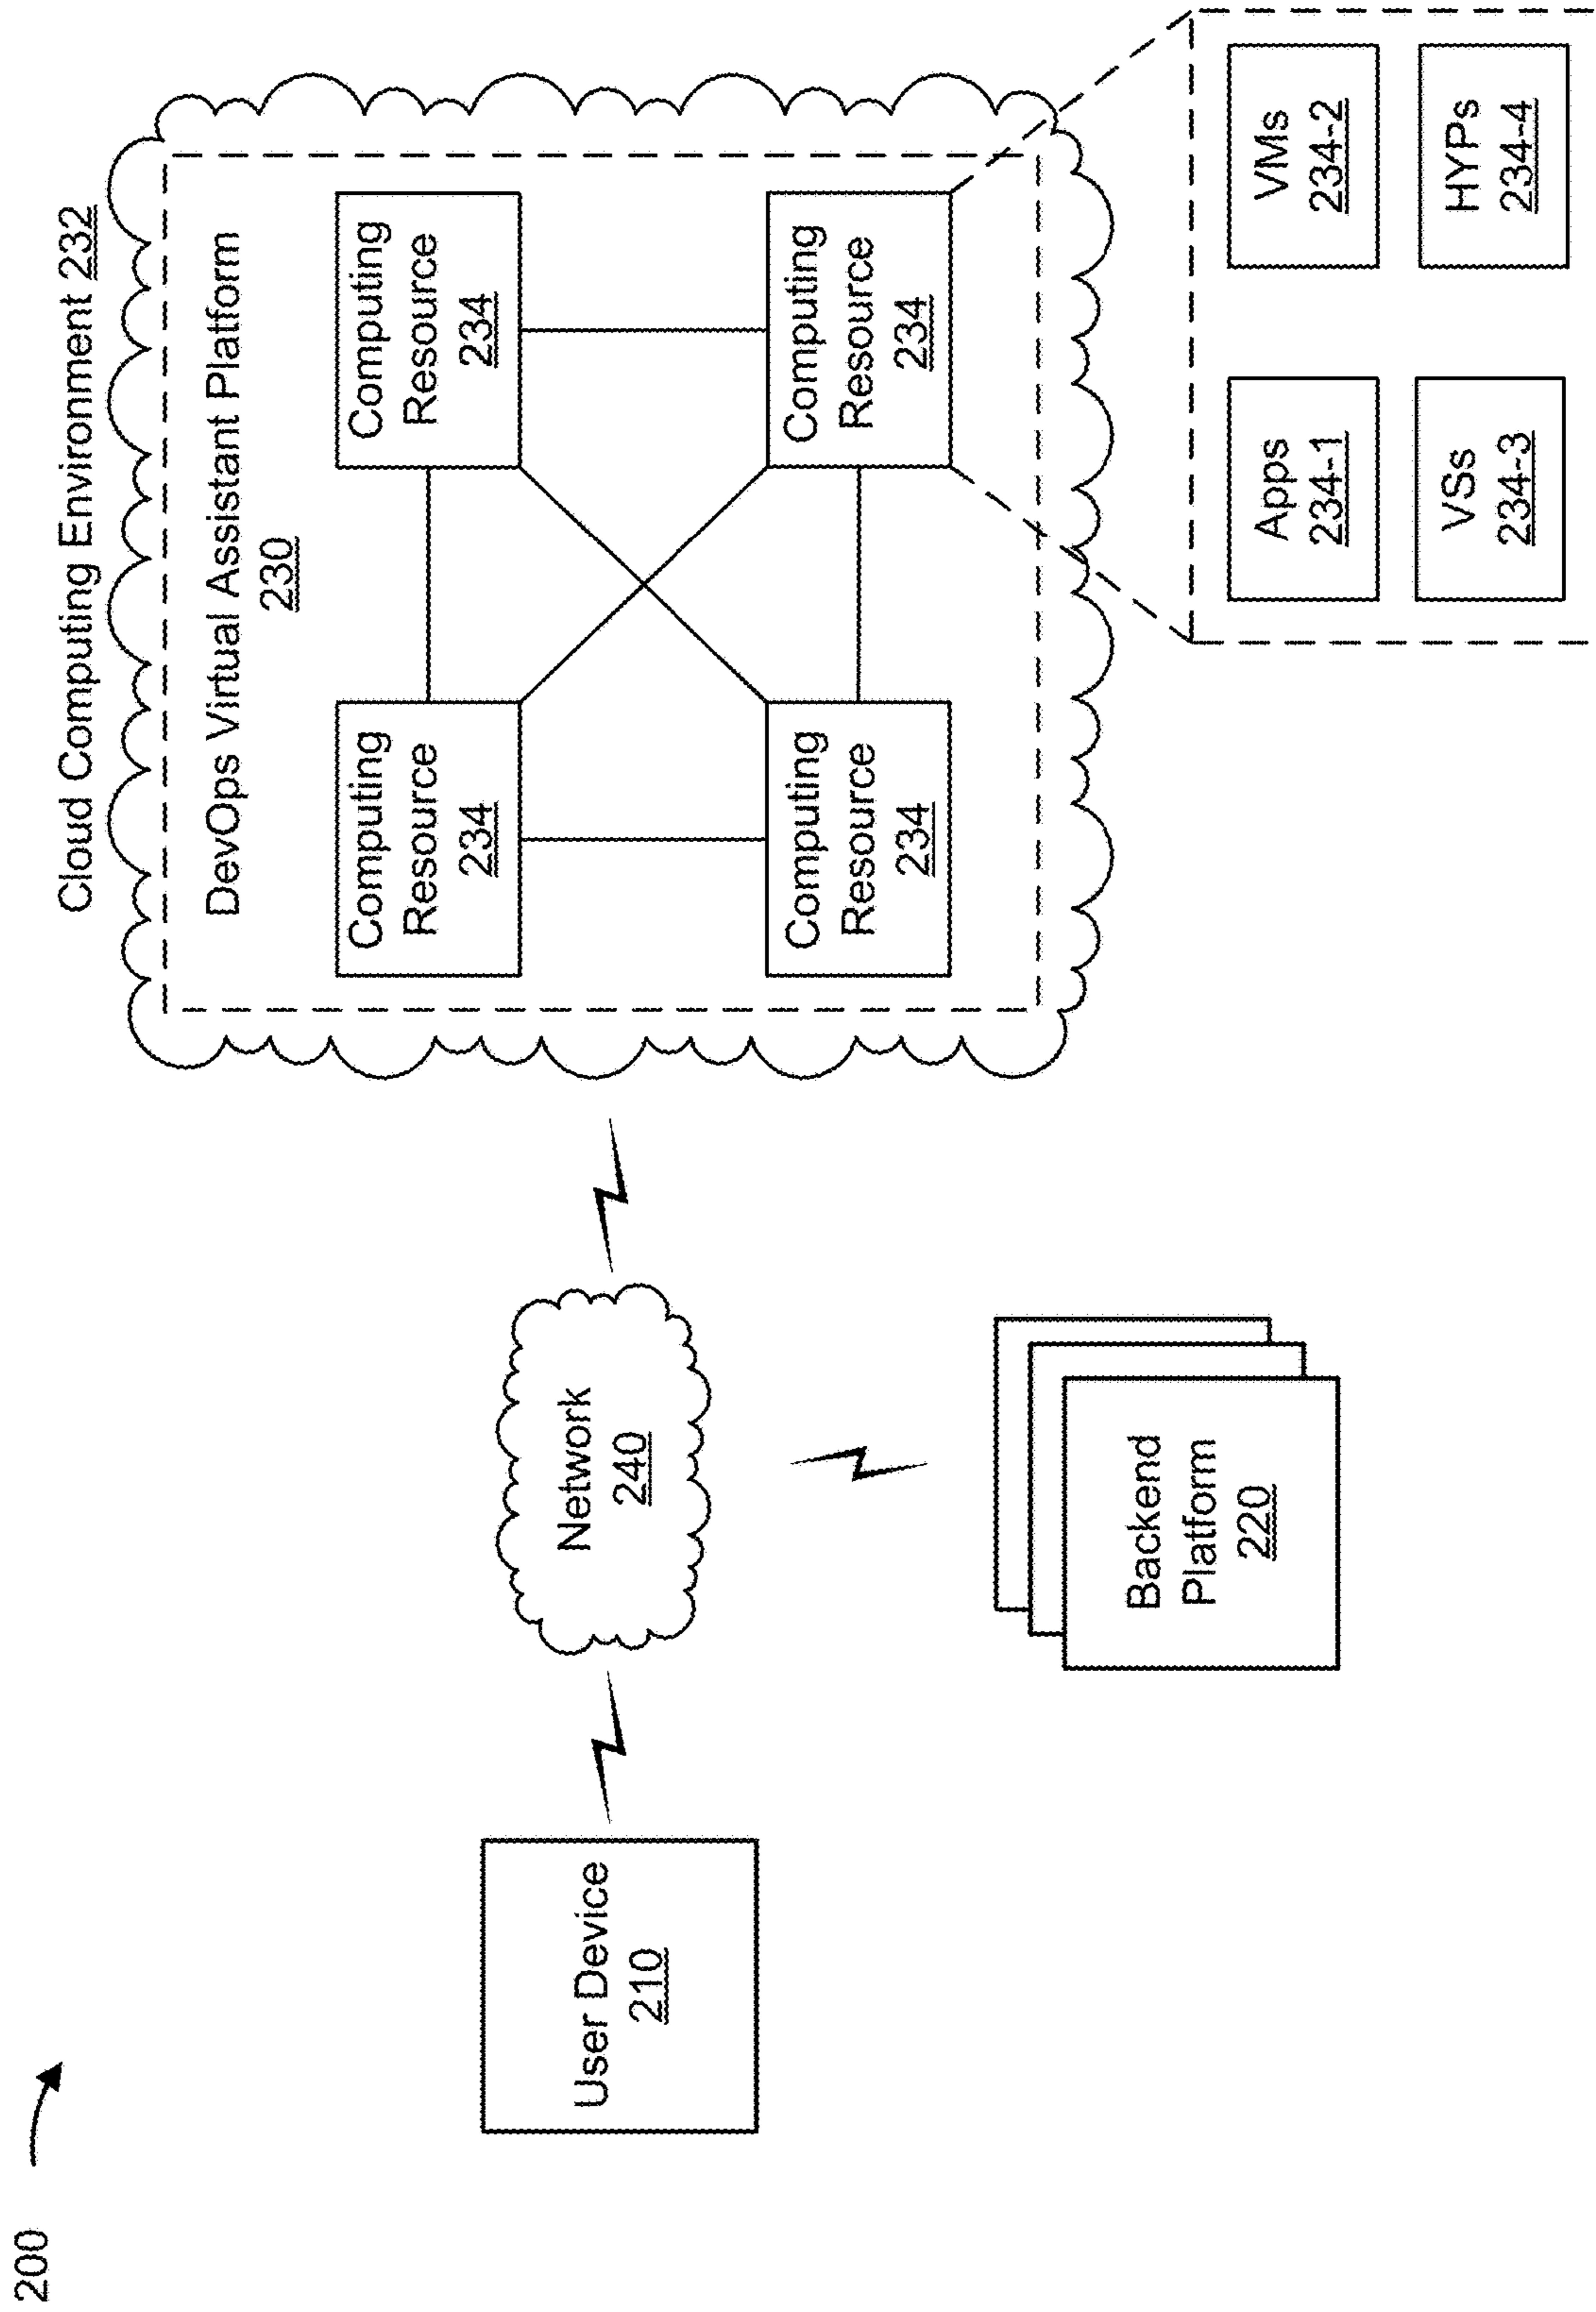 200
Cloud Computing Environment 232
DevOps Virtual Assistant Platform
230
Computing
Resource
234
Computing
Resource
234
Computing
Resource
234
Computing
Resource
234
User Device
210
Network
240
Backend
Platform
220
Apps
234-1
VMs
234-2
VSs
234-3
HYPs
234-4